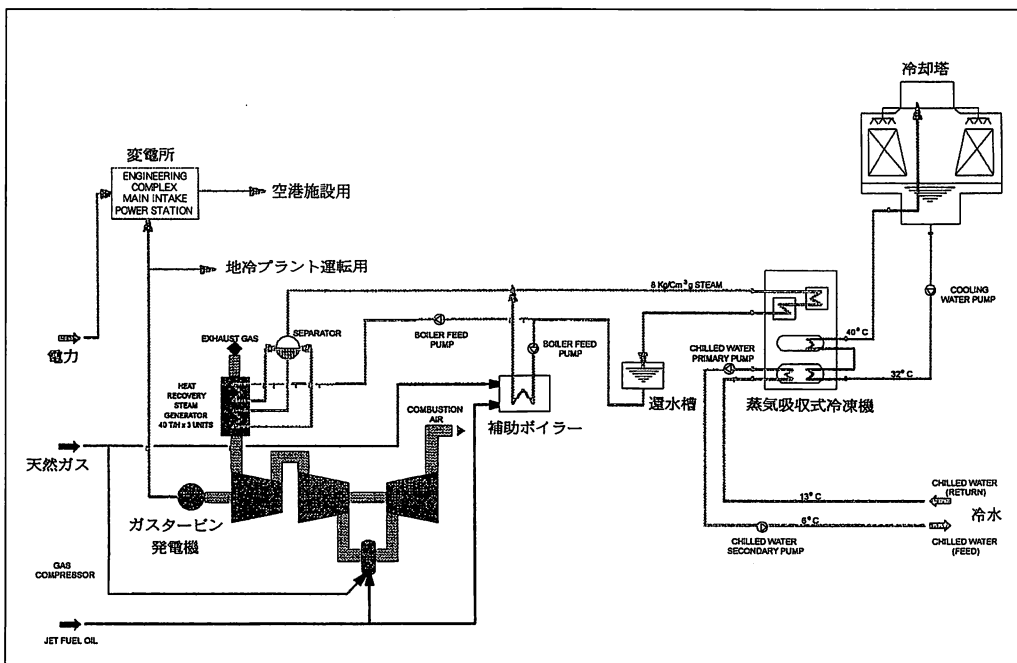 冷却塔
変電所
ENGINEERING
COMPLEX
MAIN INTAKE
POWER STATION
空港施設用
地冷プラント運転用
8 Kg/Cm²g STEAM
COOLING
WATER PUMP
電力
EXHAUST GAS
SEPARATOR
BOILER FEED
PUMP
BOILER FEED
PUMP
40°C
CHILLED WATER
PRIMARY PUMP
32°C
HEAT
RECOVERY
STEAM
GENERATOR
40 T/H x 3 UNITS
還水槽
蒸気吸収式冷凍機
COMBUSTION
AIR
補助ボイラー
天然ガス
13°C
CHILLED WATER
(RETURN)
冷水
ガスタービン
発電機
6°C
CHILLED WATER
SECONDARY PUMP
CHILLED WATER
(FEED)
GAS
COMPRESSOR
JET FUEL OIL